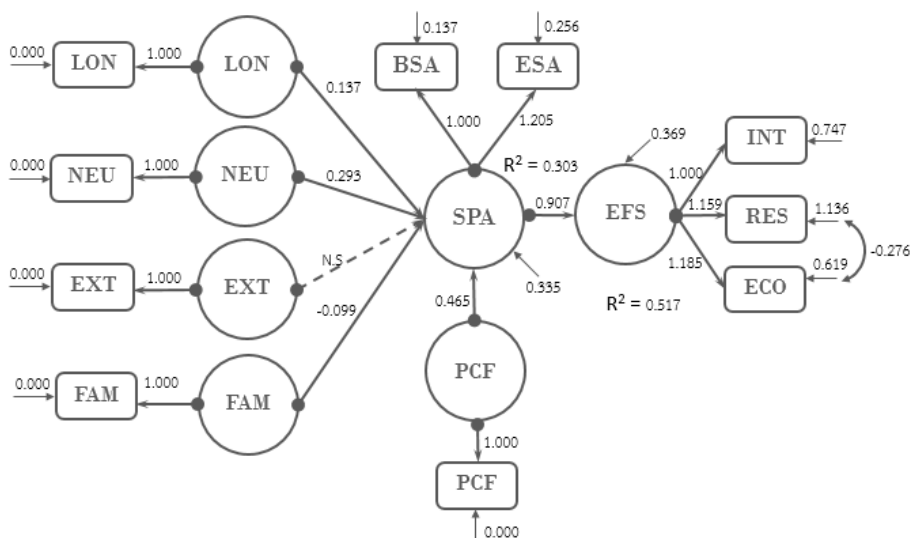 0.000
LON
1.000
LON
0.137
0.137
BSA
0.256
ESA
1.000
1.205
0.000
NEU
1.000
NEU
0.293
R² = 0.303
SPA
0.907
0.335
0.369
EFS
R² = 0.517
1.000
INT
0.747
1.159
RES
1.136
1.185
ECO
0.619
-0.276
0.000
EXT
1.000
EXT
N.S
0.000
FAM
1.000
FAM
-0.099
0.465
PCF
1.000
PCF
0.000